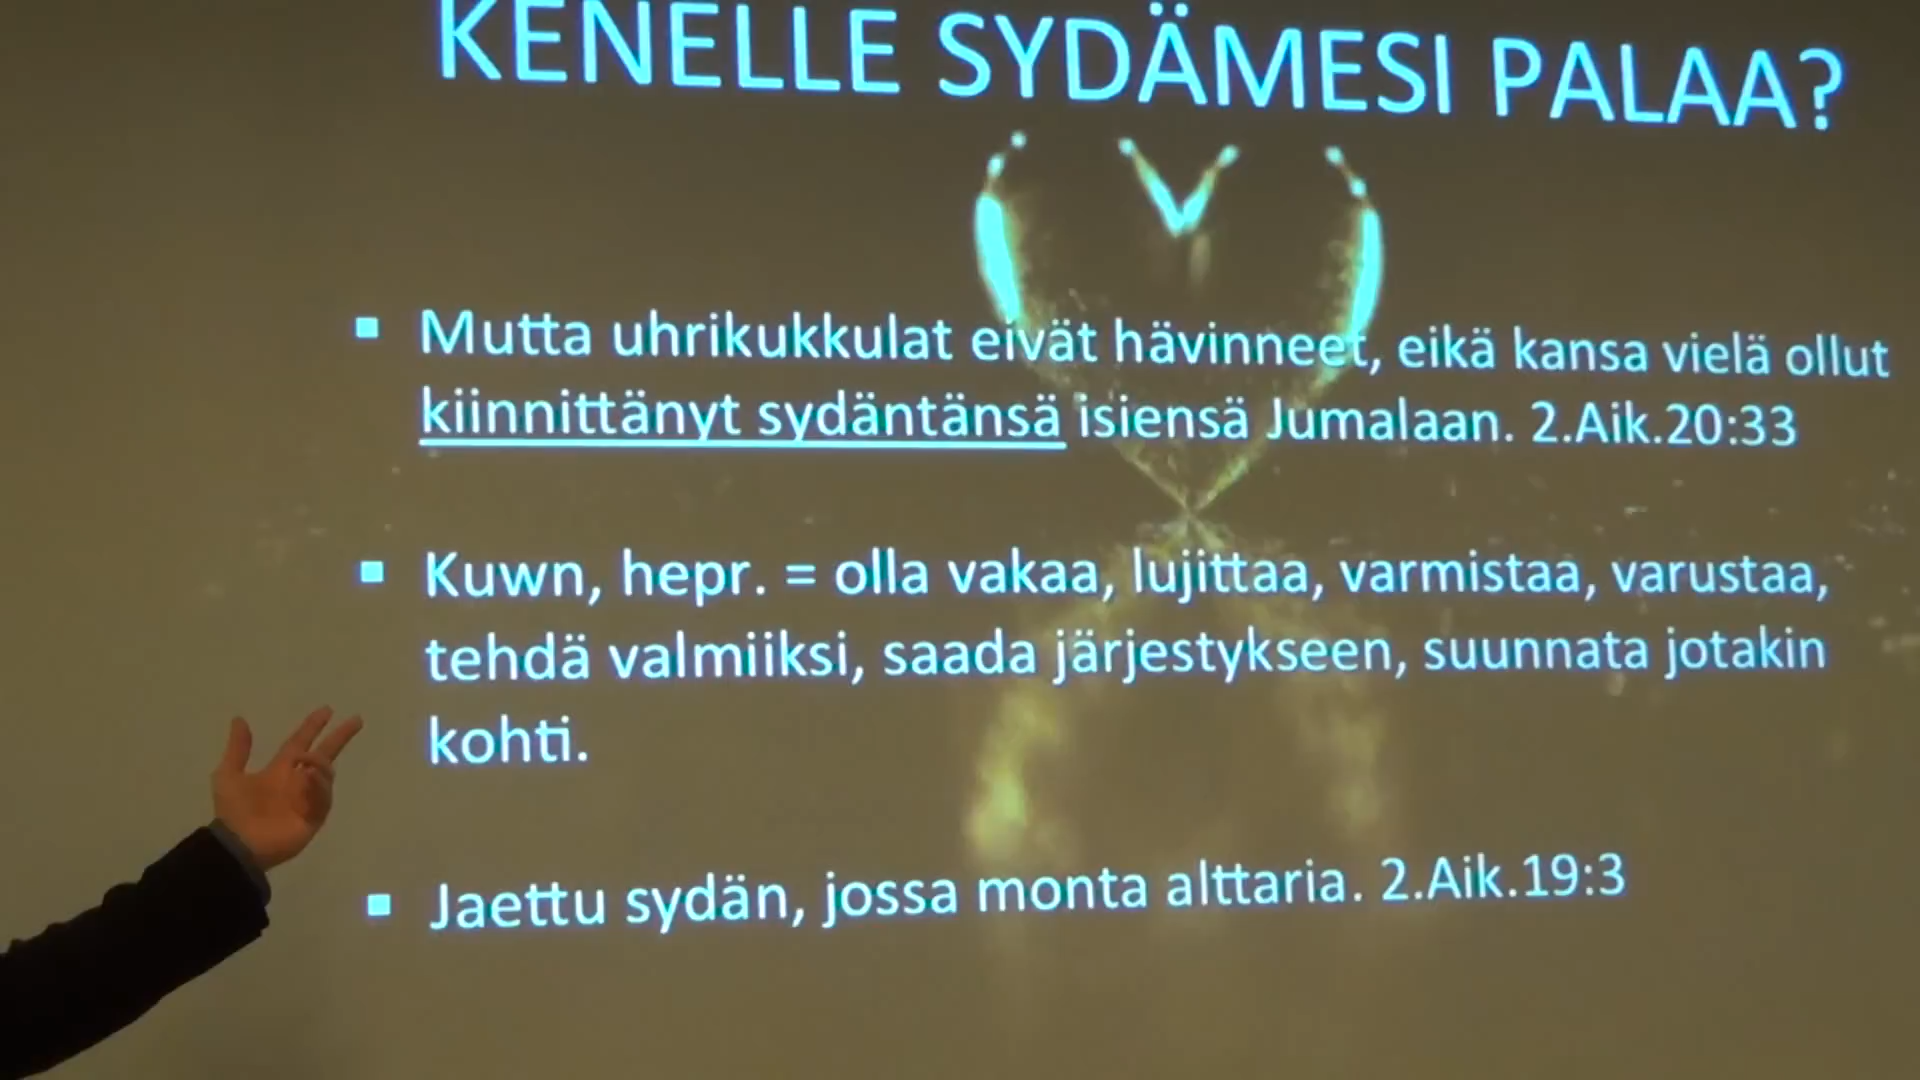 KENELLE SYDÄMESI PALAA?
▪ Mutta uhrikukkulat eivät hävinneet, eikä kansa vielä ollut
kiinnittänyt sydäntänsä isiensä Jumalaan. 2.Aik.20:33
▪ Kuwn, hepr. = olla vakaa, lujittaa, varmistaa, varustaa,
tehdä valmiiksi, saada järjestykseen, suunnata jotakin
kohti.
▪ Jaettu sydän, jossa monta alttaria. 2.Aik.19:3